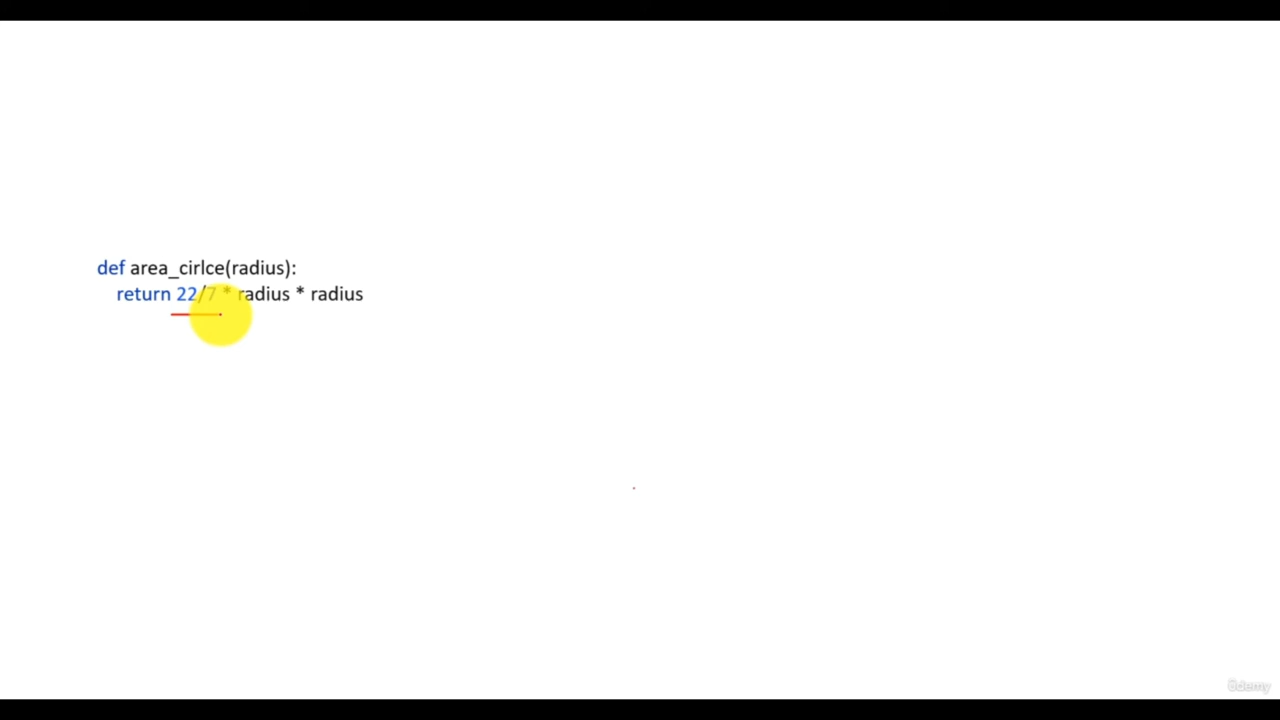 def area_cirlce(radius):
return 22/7 * radius * radius